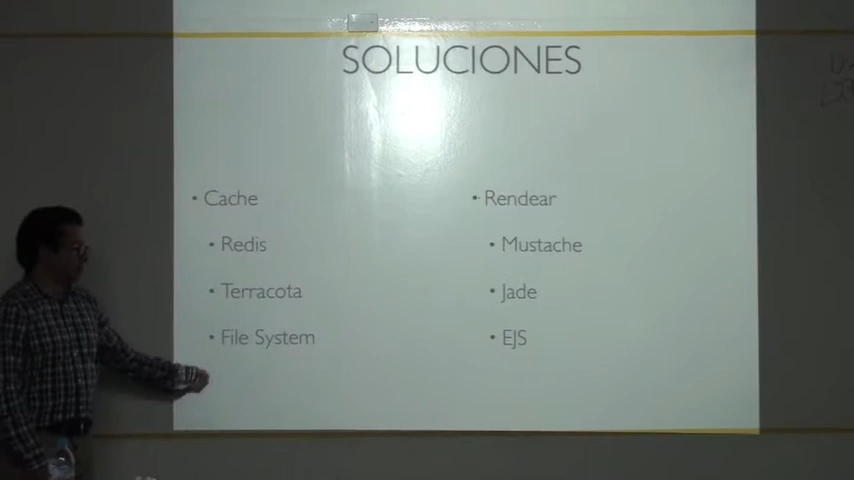 SOLUCIONES
• Cache
• Redis
• Terracota
• File System
• Rendear
• Mustache
• Jade
• EJS